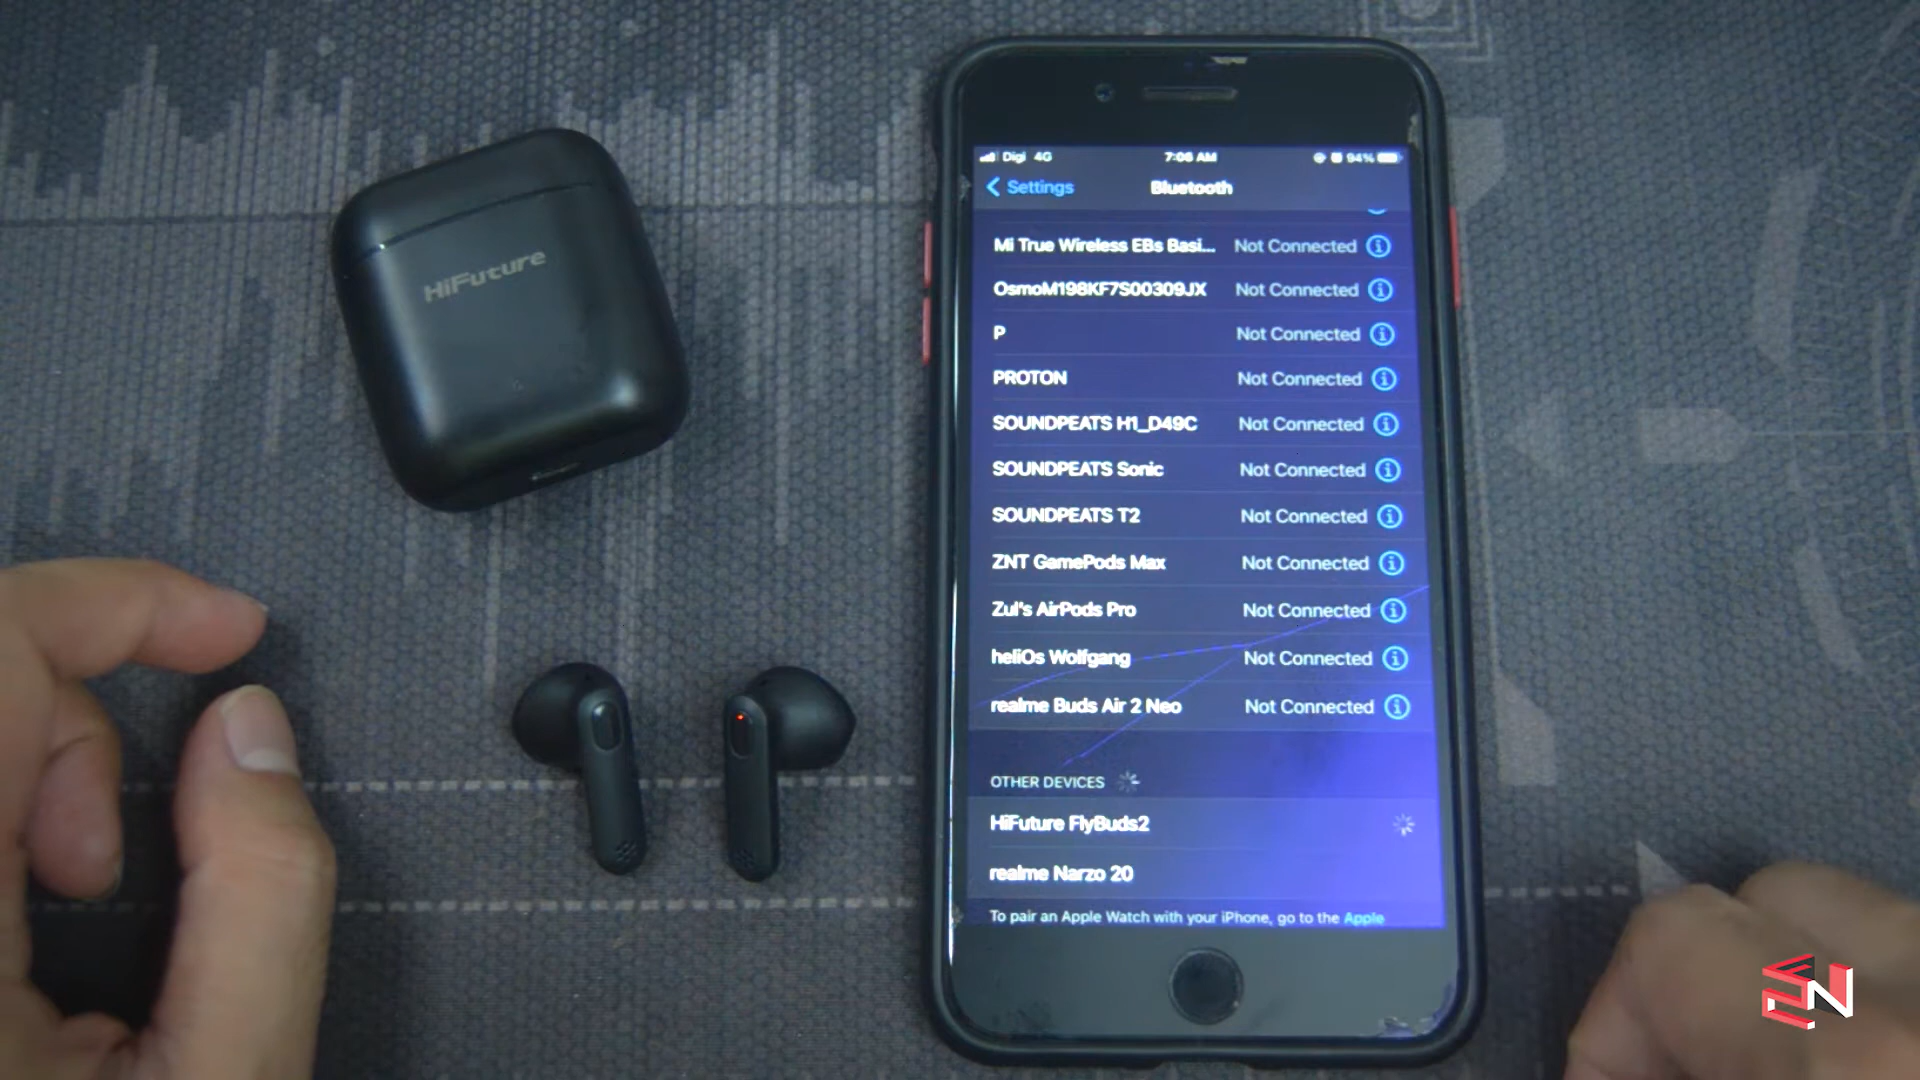 HiFuture
Digi 4G 7:06 AM 94%
Settings Bluetooth
Mi True Wireless EBs Basi... Not Connected
OsmoM198KF7S00309JX Not Connected
P Not Connected
PROTON Not Connected
SOUNDPEATS H1_D49C Not Connected
SOUNDPEATS Sonic Not Connected
SOUNDPEATS T2 Not Connected
ZNT GamePods Max Not Connected
Zul's AirPods Pro Not Connected
heliOs Wolfgang Not Connected
realme Buds Air 2 Neo Not Connected
OTHER DEVICES
HiFuture FlyBuds2
realme Narzo 20
To pair an Apple Watch with your iPhone, go to the Apple